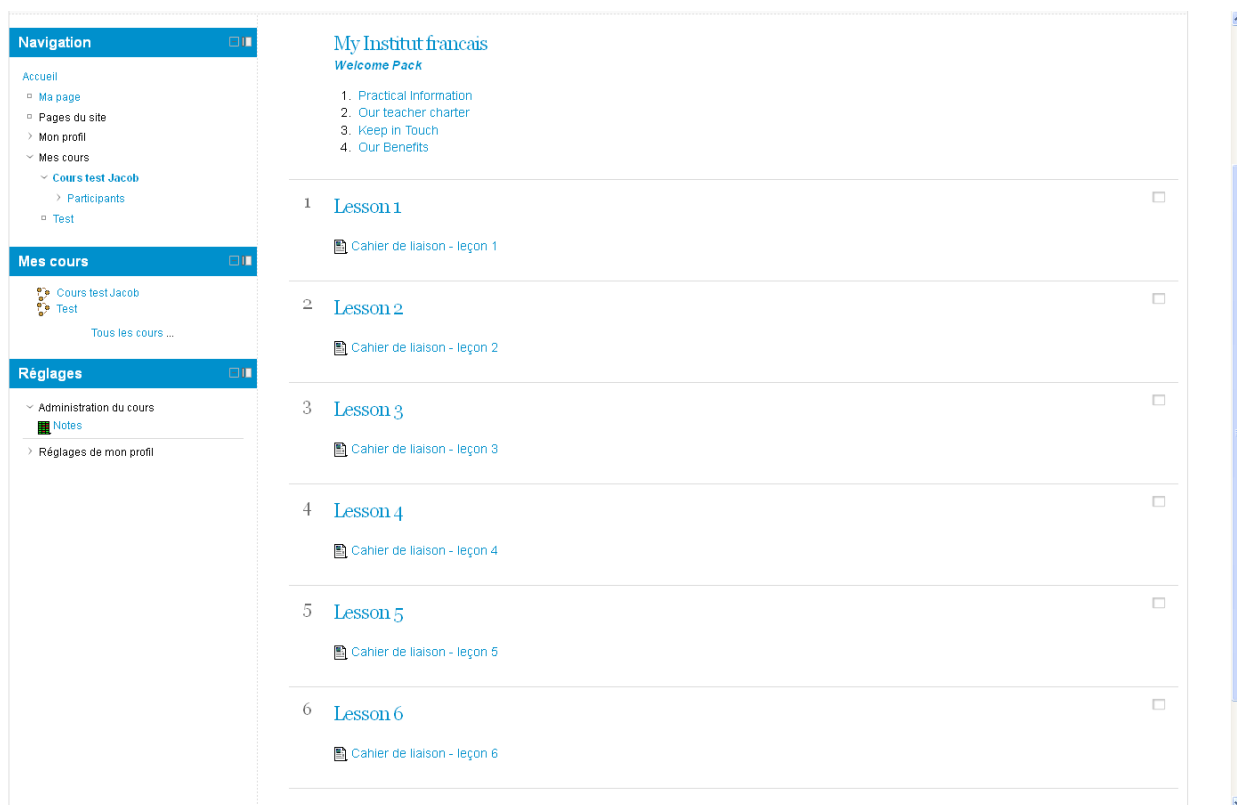 Navigation
Accueil
Ma page
Pages du site
Mon profil
Mes cours
Cours test Jacob
Participants
Test
Mes cours
Cours test Jacob
Test
Tous les cours ...
Réglages
Administration du cours
Notes
Réglages de mon profil
My Institut francais
Welcome Pack
1. Practical Information
2. Our teacher charter
3. Keep in Touch
4. Our Benefits
1 Lesson 1
Cahier de liaison - leçon 1
2 Lesson 2
Cahier de liaison - leçon 2
3 Lesson 3
Cahier de liaison - leçon 3
4 Lesson 4
Cahier de liaison - leçon 4
5 Lesson 5
Cahier de liaison - leçon 5
6 Lesson 6
Cahier de liaison - leçon 6